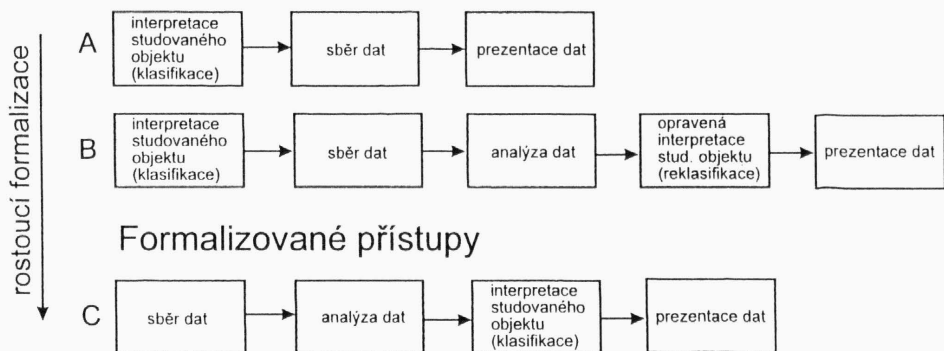 rostoucí formalizace
A
interpretace
studovaného
objektu
(klasifikace)
sběr dat
prezentace dat
B
interpretace
studovaného
objektu
(klasifikace)
sběr dat
analýza dat
opravená
interpretace
stud. objektu
(reklasifikace)
prezentace dat
Formalizované přístupy
C
sběr dat
analýza dat
interpretace
studovaného
objektu
(klasifikace)
prezentace dat